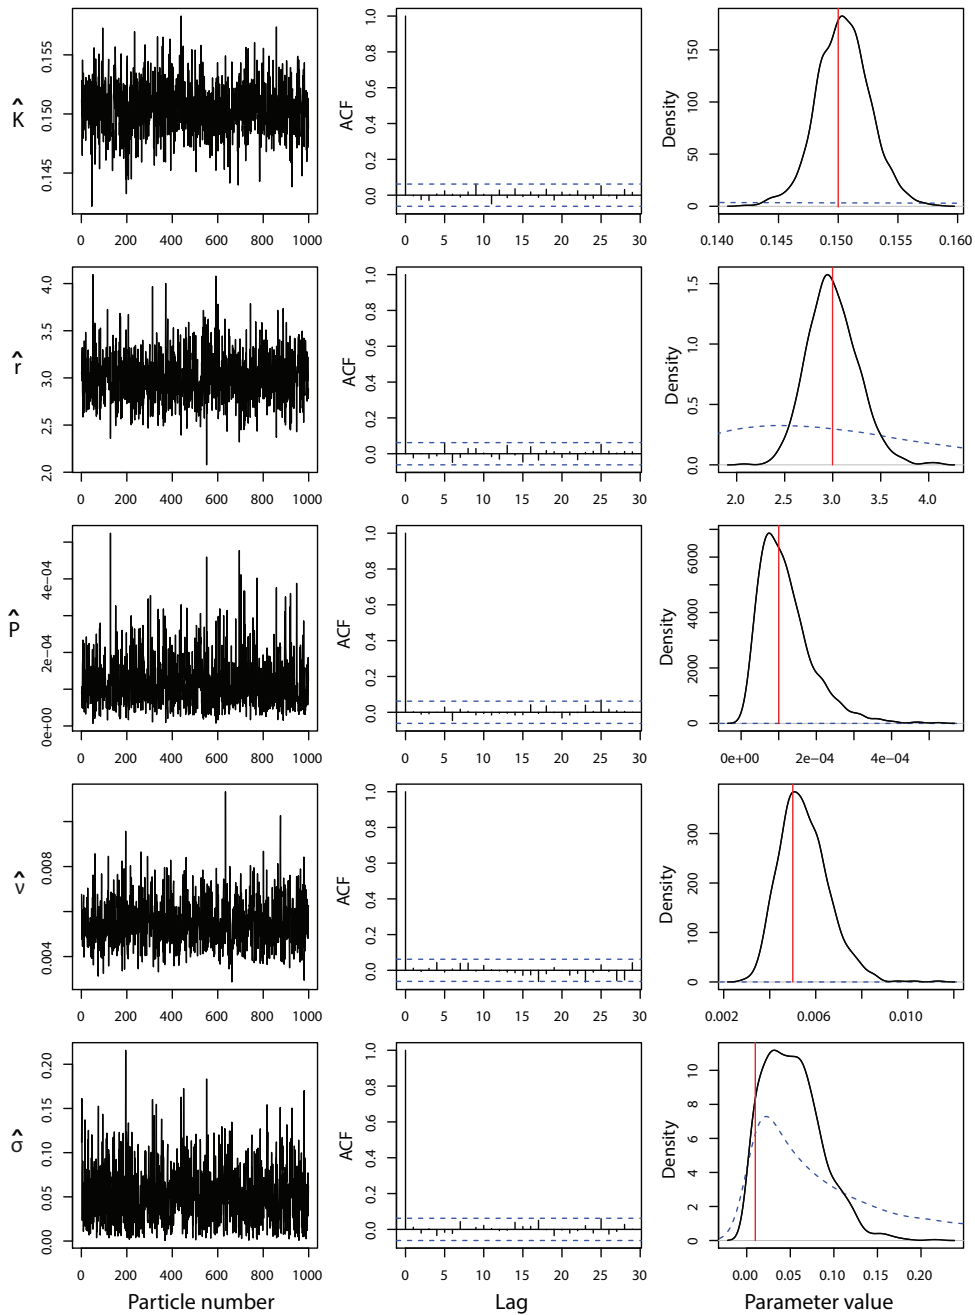 K̂
0.155
0.150
0.145
0 200 400 600 800 1000
ACF
1.0
0.8
0.6
0.4
0.2
0.0
0 5 10 15 20 25 30
Density
150
100
50
0
0.140 0.145 0.150 0.155 0.160
r̂
4.0
3.5
3.0
2.5
2.0
0 200 400 600 800 1000
ACF
1.0
0.8
0.6
0.4
0.2
0.0
0 5 10 15 20 25 30
Density
1.5
1.0
0.5
0.0
2.0 2.5 3.0 3.5 4.0
P̂
4e−04
2e−04
0e+00
0 200 400 600 800 1000
ACF
1.0
0.8
0.6
0.4
0.2
0.0
0 5 10 15 20 25 30
Density
6000
4000
2000
0
0e+00 2e−04 4e−04
ν̂
0.008
0.004
0 200 400 600 800 1000
ACF
1.0
0.8
0.6
0.4
0.2
0.0
0 5 10 15 20 25 30
Density
300
200
100
0
0.002 0.006 0.010
σ̂
0.20
0.15
0.10
0.05
0.00
0 200 400 600 800 1000
Particle number
ACF
1.0
0.8
0.6
0.4
0.2
0.0
0 5 10 15 20 25 30
Lag
Density
10
8
6
4
2
0
0.00 0.05 0.10 0.20
Parameter value